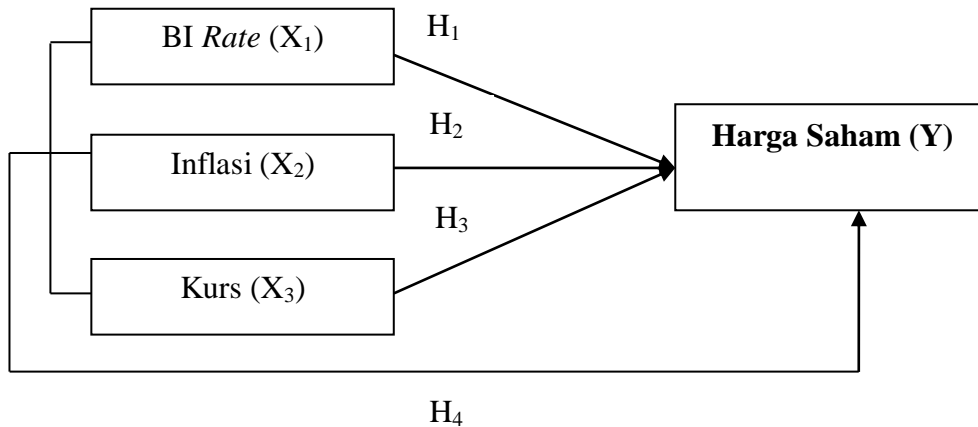 BI Rate (X₁)
H₁
H₂
Harga Saham (Y)
Inflasi (X₂)
H₃
Kurs (X₃)
H₄